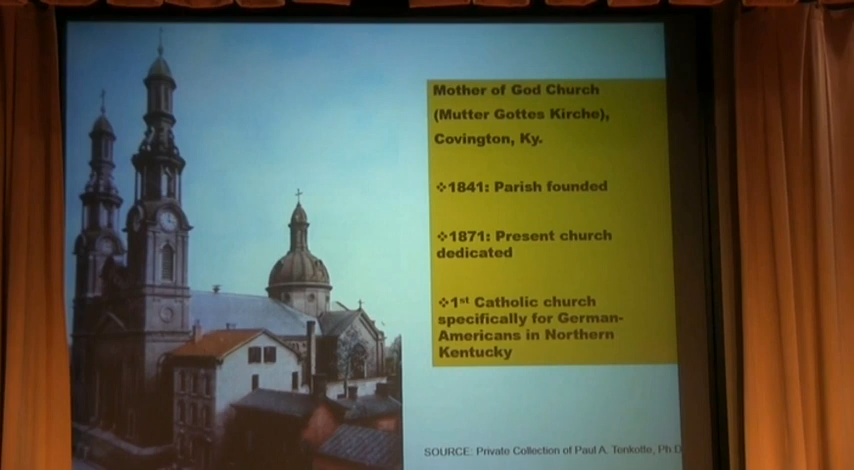 Mother of God Church
(Mutter Gottes Kirche),
Covington, Ky.
❖1841: Parish founded
❖1871: Present church
dedicated
❖1st Catholic church
specifically for German-
Americans in Northern
Kentucky
SOURCE: Private Collection of Paul A. Tenkotte, Ph.D